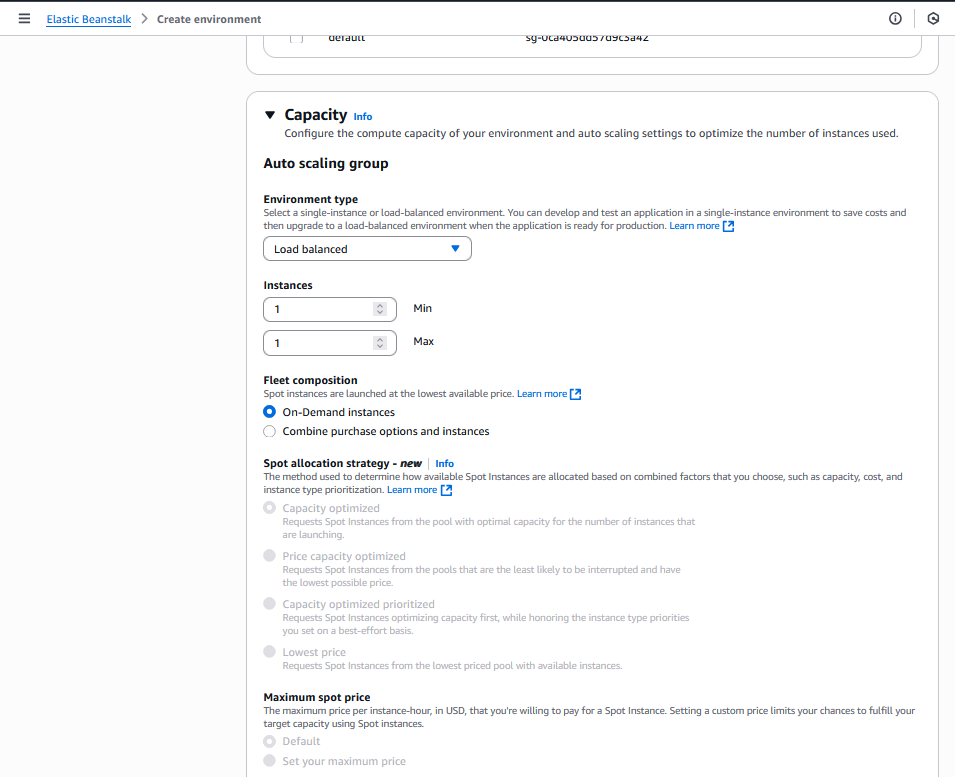 Elastic Beanstalk > Create environment
default sg-0ca405dd57d9c3a42
Capacity Info
Configure the compute capacity of your environment and auto scaling settings to optimize the number of instances used.
Auto scaling group
Environment type
Select a single-instance or load-balanced environment. You can develop and test an application in a single-instance environment to save costs and
then upgrade to a load-balanced environment when the application is ready for production. Learn more
Load balanced
Instances
1 Min
1 Max
Fleet composition
Spot instances are launched at the lowest available price. Learn more
On-Demand instances
Combine purchase options and instances
Spot allocation strategy - new | Info
The method used to determine how available Spot Instances are allocated based on combined factors that you choose, such as capacity, cost, and
instance type prioritization. Learn more
Capacity optimized
Requests Spot Instances from the pool with optimal capacity for the number of instances that
are launching.
Price capacity optimized
Requests Spot Instances from the pools that are the least likely to be interrupted and have
the lowest possible price.
Capacity optimized prioritized
Requests Spot Instances optimizing capacity first, while honoring the instance type priorities
you set on a best-effort basis.
Lowest price
Requests Spot Instances from the lowest priced pool with available instances.
Maximum spot price
The maximum price per instance-hour, in USD, that you're willing to pay for a Spot Instance. Setting a custom price limits your chances to fulfill your
target capacity using Spot instances.
Default
Set your maximum price